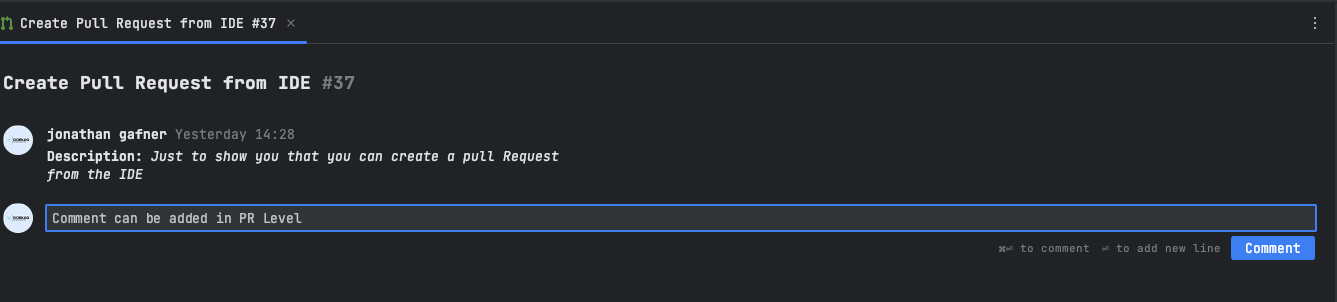 Create Pull Request from IDE #37 ×
Create Pull Request from IDE #37
jonathan gafner Yesterday 14:28
Description: Just to show you that you can create a pull Request
from the IDE
Comment can be added in PR Level
⌘⏎ to comment ⏎ to add new line Comment